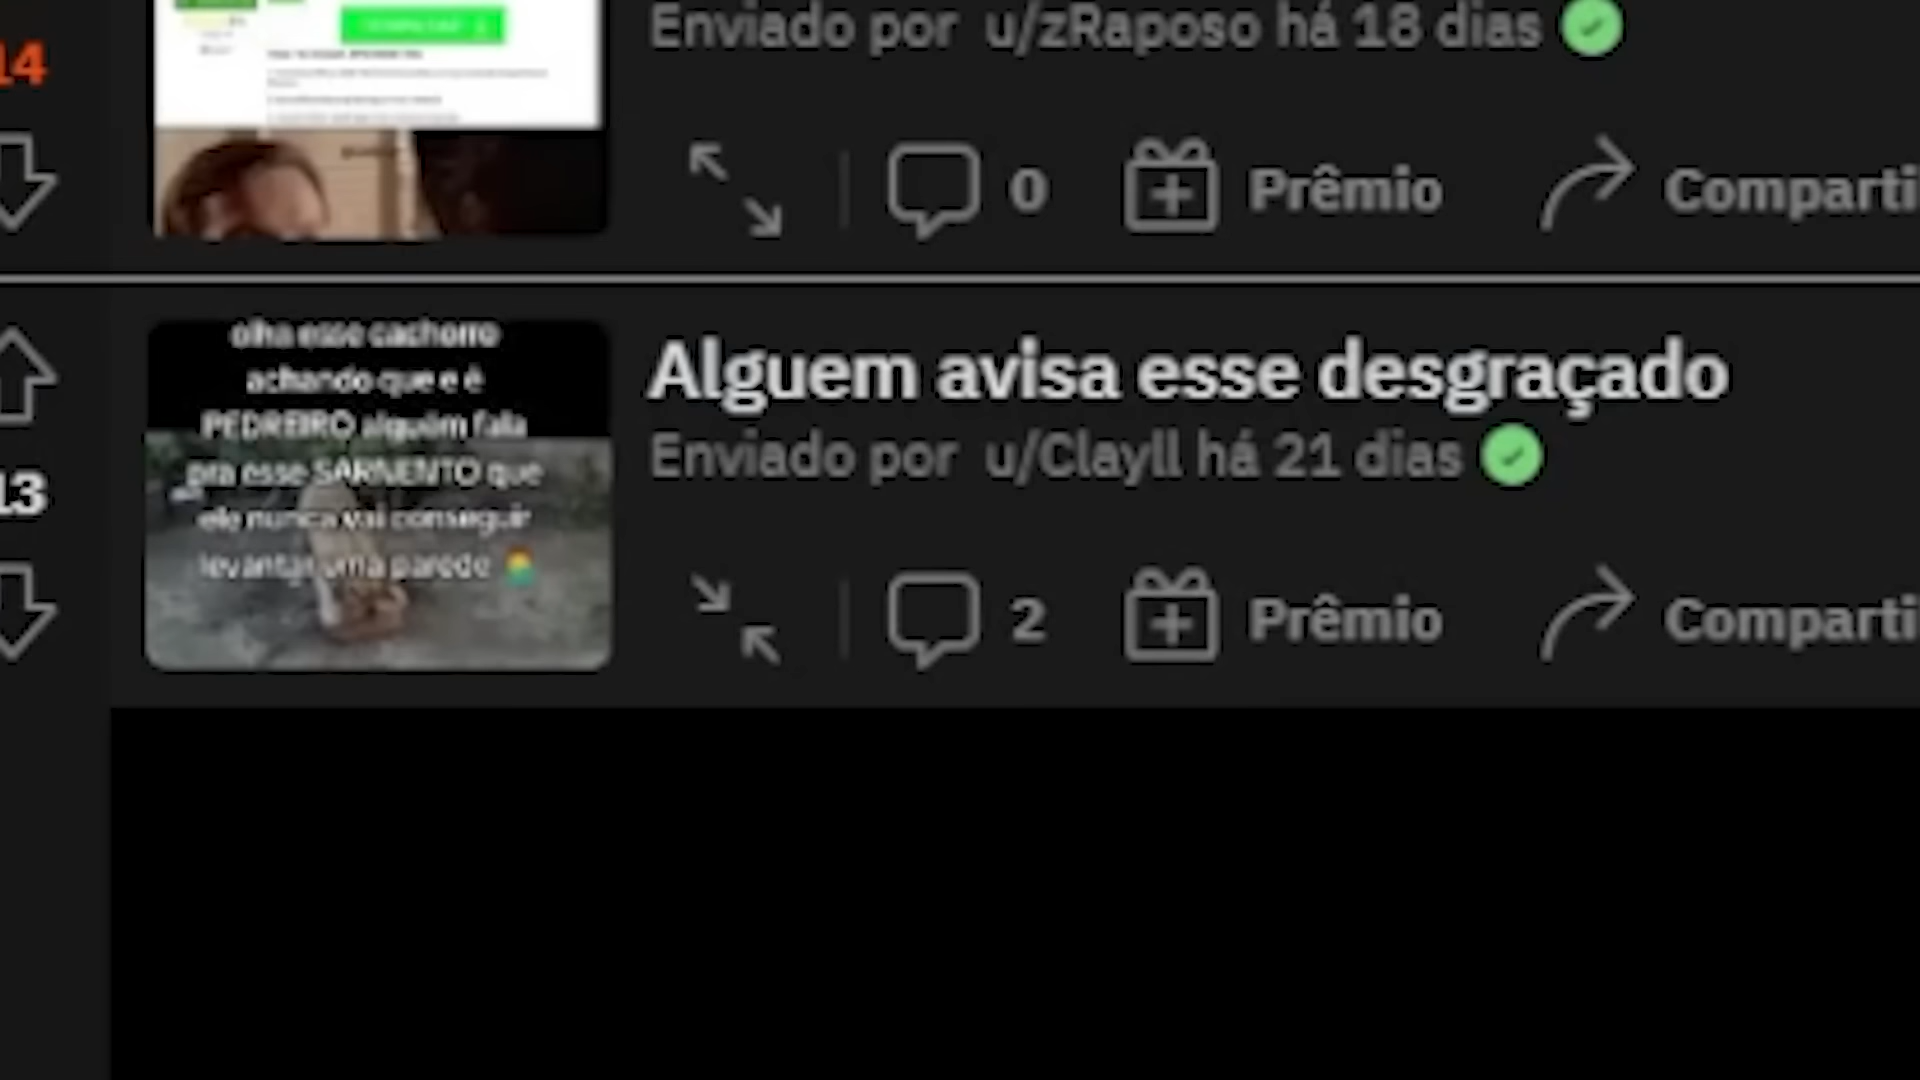 Enviado por u/zRaposo há 18 dias
14
0 Prêmio Comparti
Alguem avisa esse desgraçado
Enviado por u/Clayll há 21 dias
13
2 Prêmio Comparti
olha esse cachorro
achando que e é
PEDREIRO alguém fala
pra esse SARNENTO que
ele nunca vai conseguir
levantar uma parede